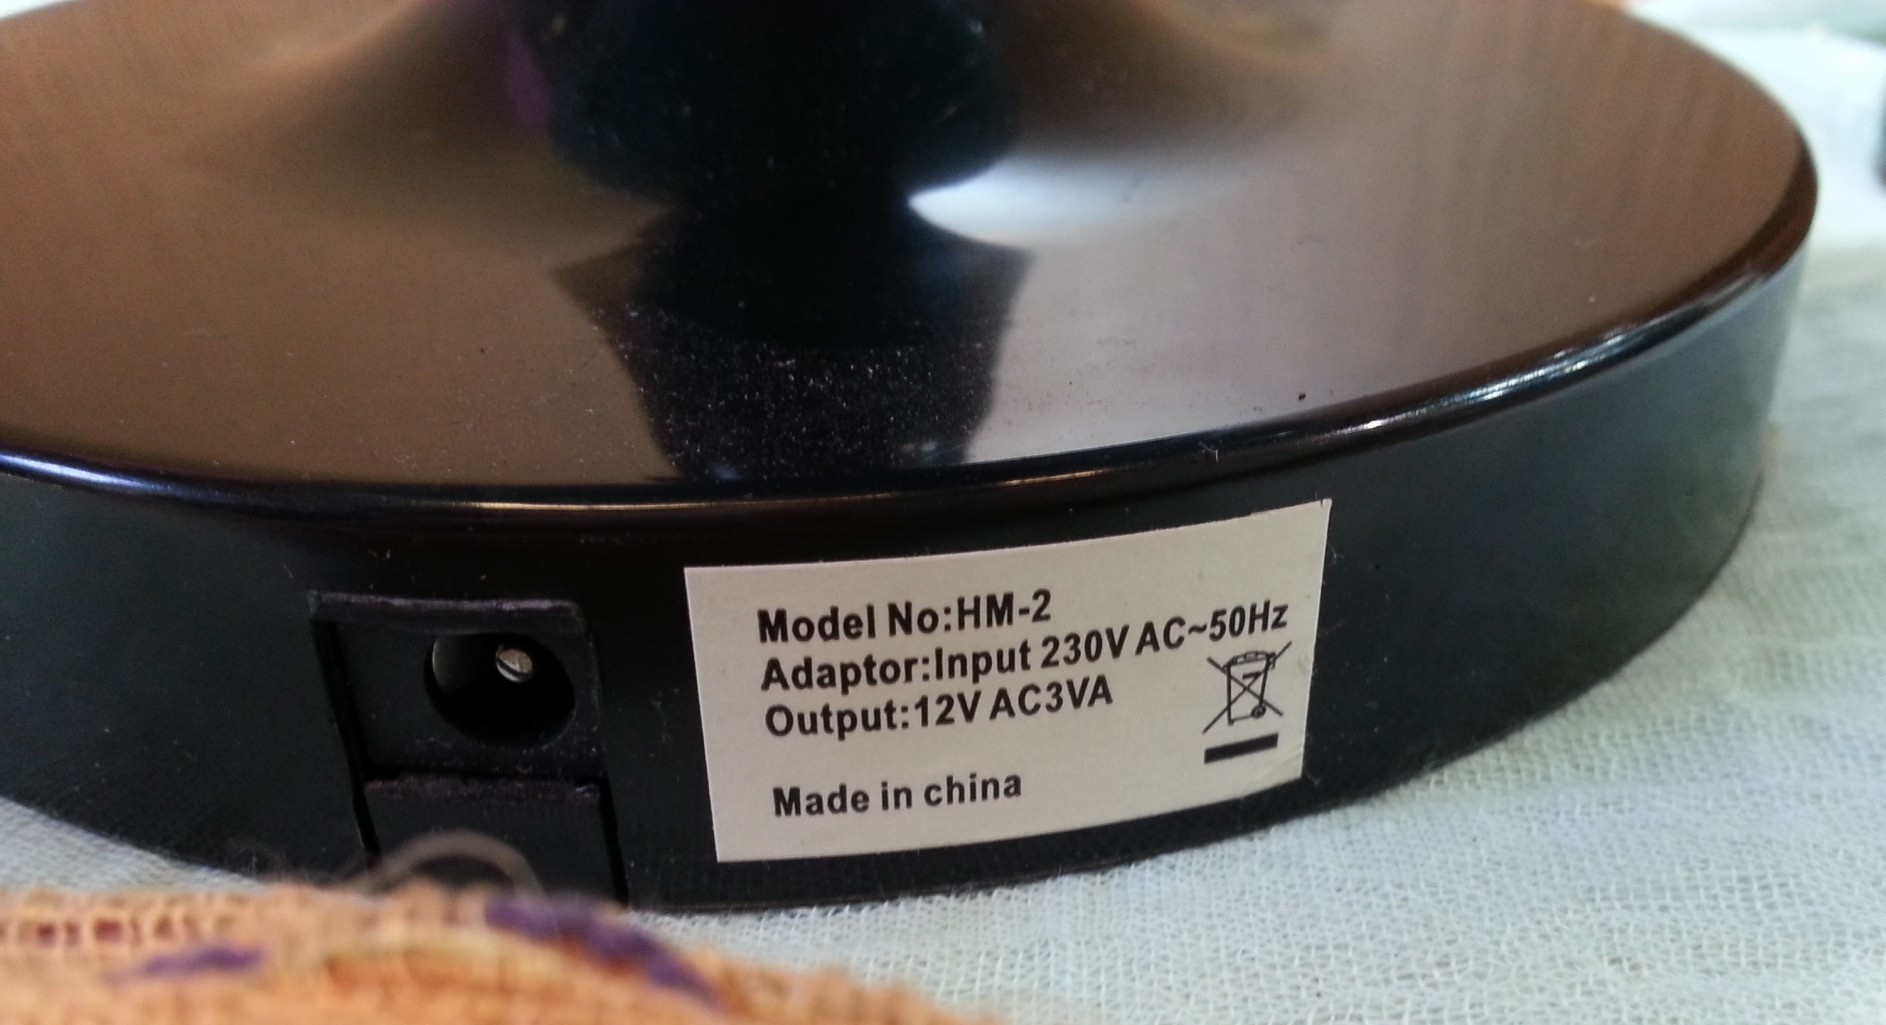 Model No:HM-2
Adaptor:Input 230V AC~50Hz
Output:12V AC3VA
Made in china